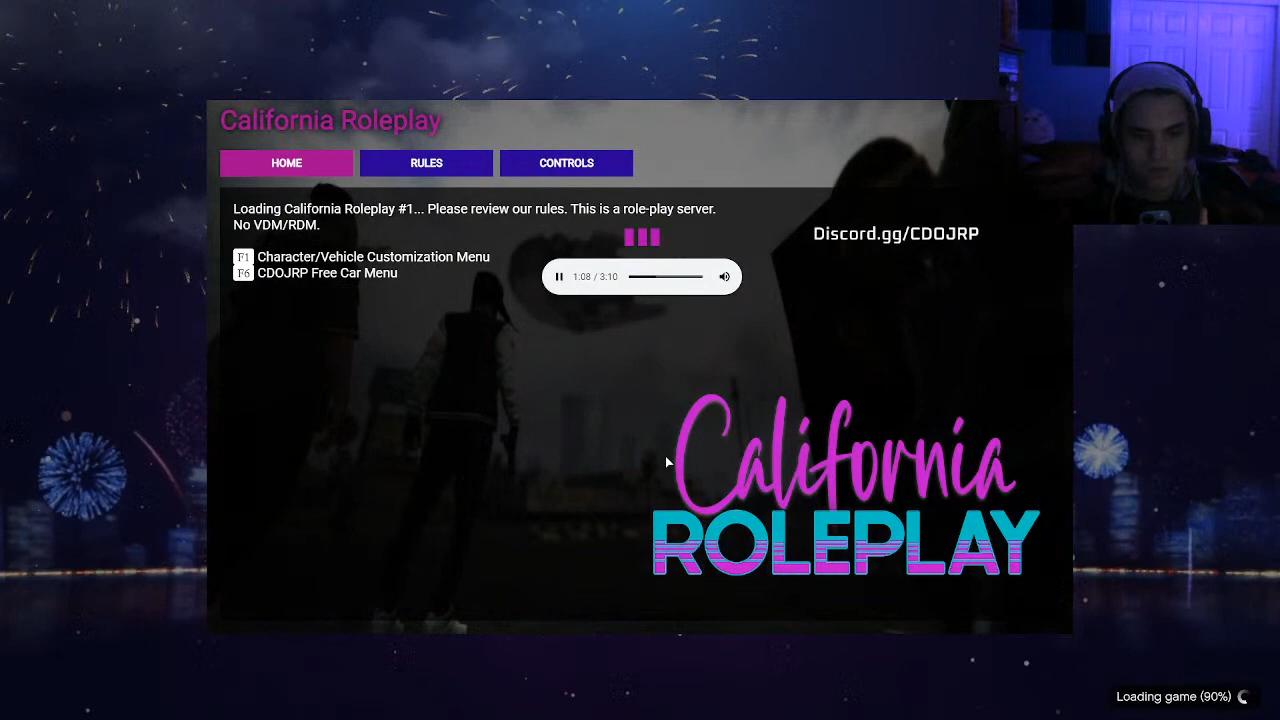 California Roleplay
HOME
RULES
CONTROLS
Loading California Roleplay #1... Please review our rules. This is a role-play server.
No VDM/RDM.
F1 Character/Vehicle Customization Menu
F6 CDOJRP Free Car Menu
1:08 / 3:10
Discord.gg/CDOJRP
California
ROLEPLAY
Loading game (90%)